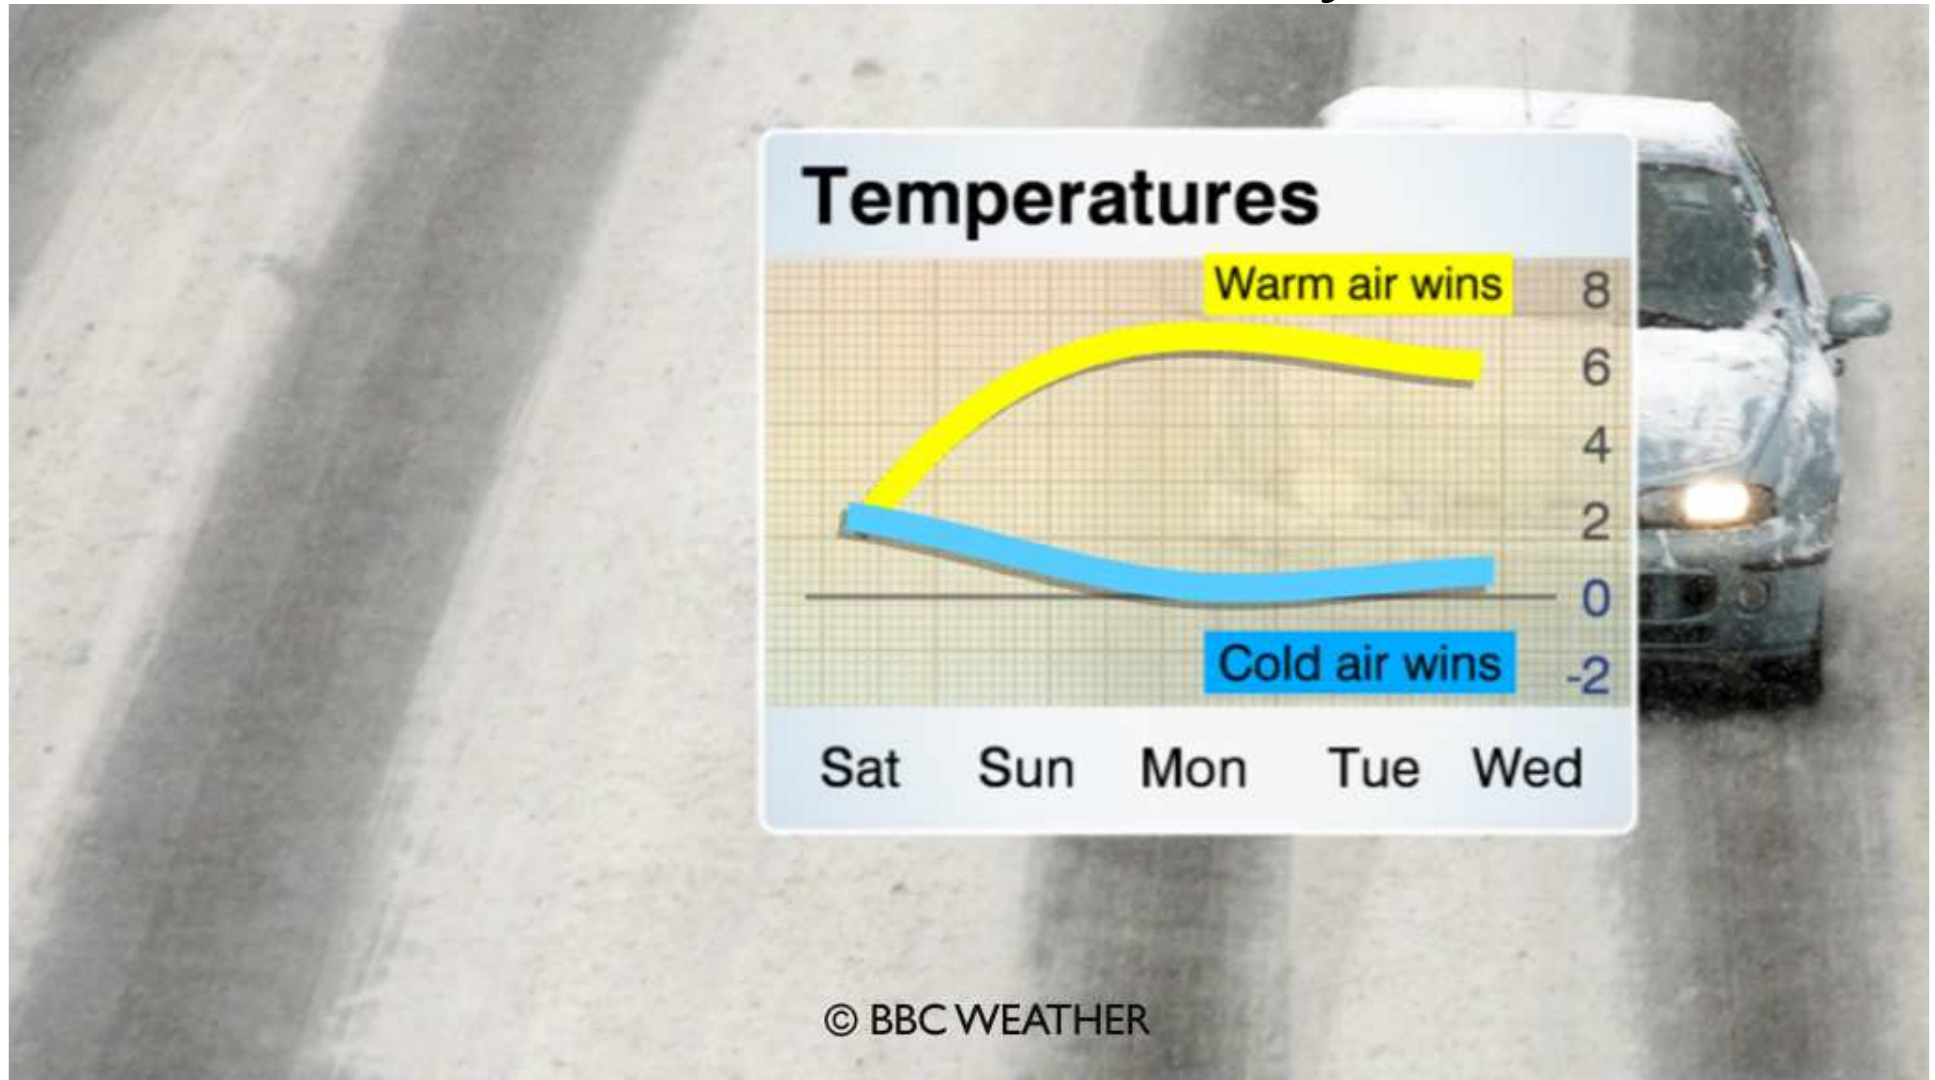 Temperatures
Warm air wins
8
6
4
2
0
Cold air wins
-2
Sat Sun Mon Tue Wed
© BBC WEATHER